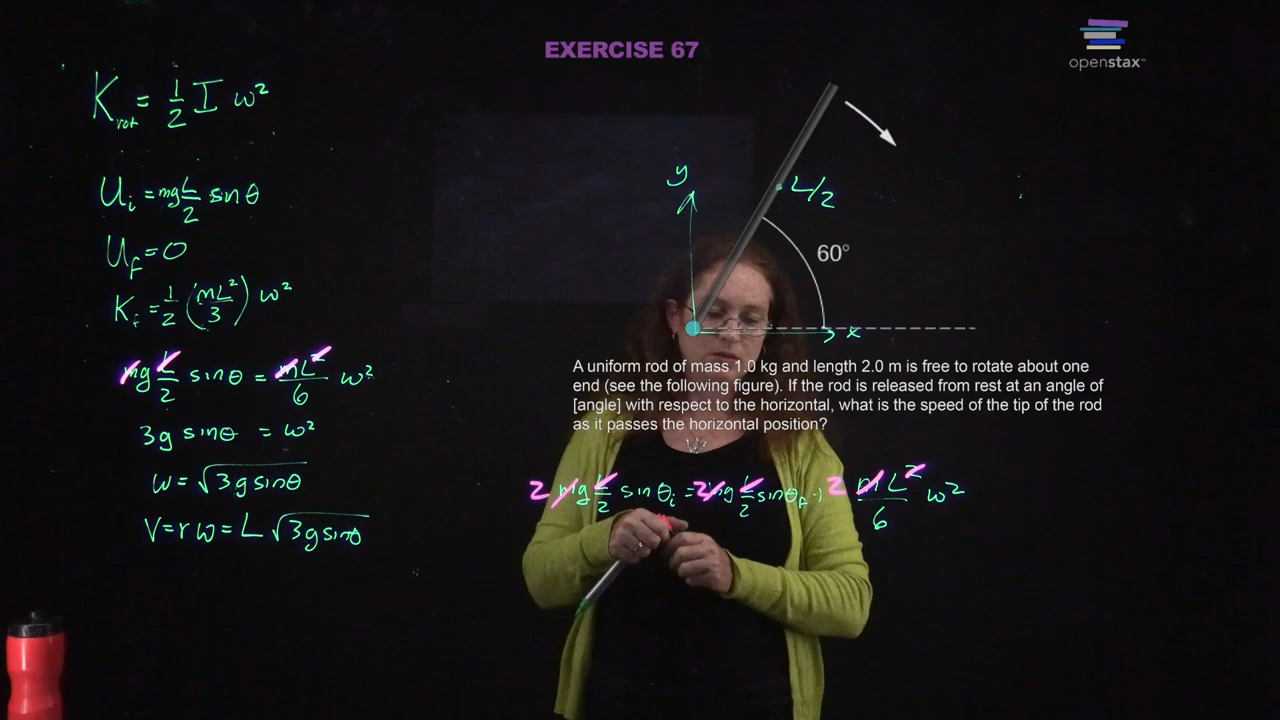 EXERCISE 67
openstax™
K_rot = 1/2 I ω²
U_i = mg L/2 sin θ
U_f = 0
K_f = 1/2 (mL²/3) ω²
mg L/2 sin θ = mL²/6 ω²
3g sin θ = ω²
ω = √3g sin θ
V = rω = L √3g sin θ
y
L/2
60°
x
A uniform rod of mass 1.0 kg and length 2.0 m is free to rotate about one
end (see the following figure). If the rod is released from rest at an angle of
[angle] with respect to the horizontal, what is the speed of the tip of the rod
as it passes the horizontal position?
2 mg L/2 sin θ_i = 2 mg L/2 sin θ_f + 2 mL²/6 ω²